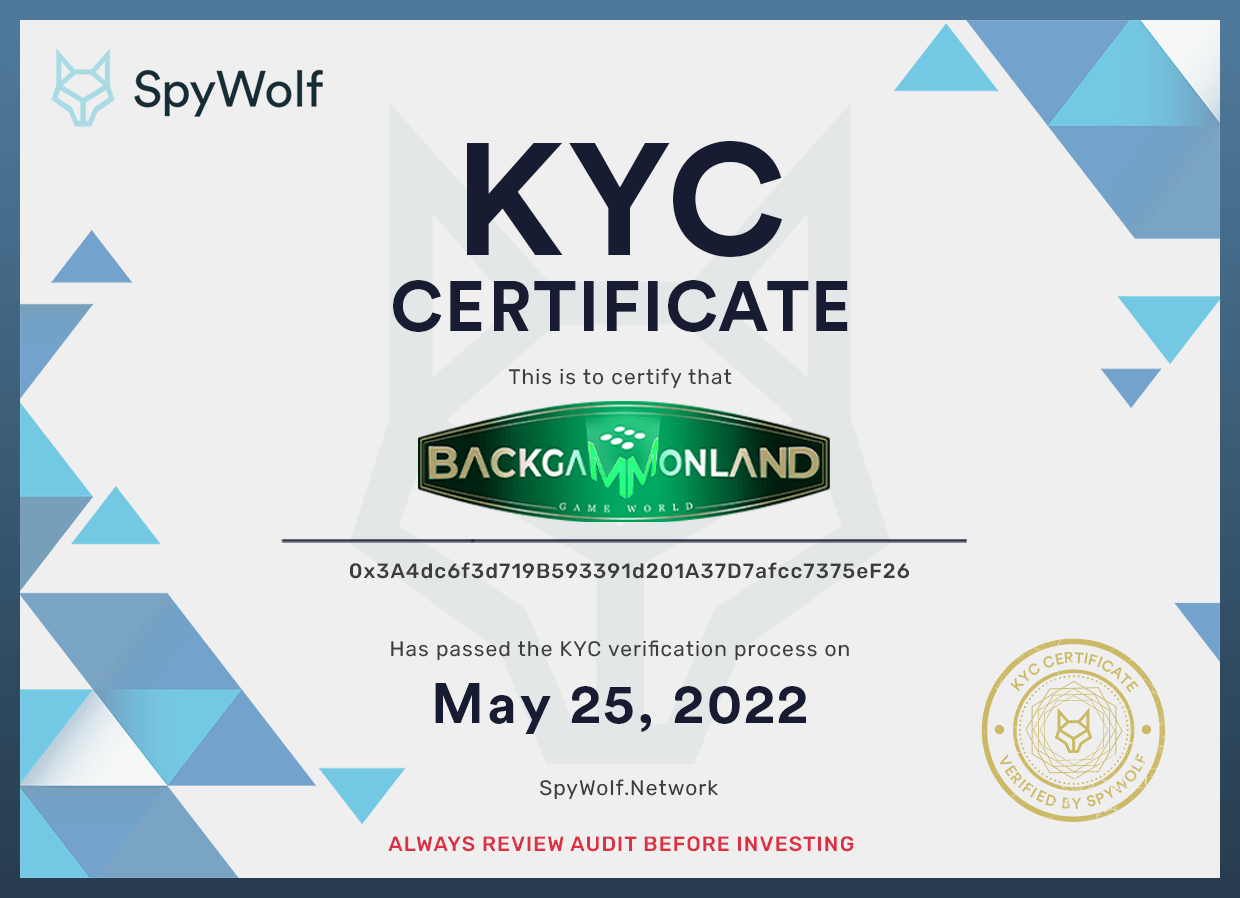 SpyWolf
KYC
CERTIFICATE
This is to certify that
BACKGAMMONLAND
GAME WORLD
0x3A4dc6f3d719B593391d201A37D7afcc7375eF26
Has passed the KYC verification process on
May 25, 2022
KYC CERTIFICATE
VERIFIED BY SPYWOLF
SpyWolf.Network
ALWAYS REVIEW AUDIT BEFORE INVESTING